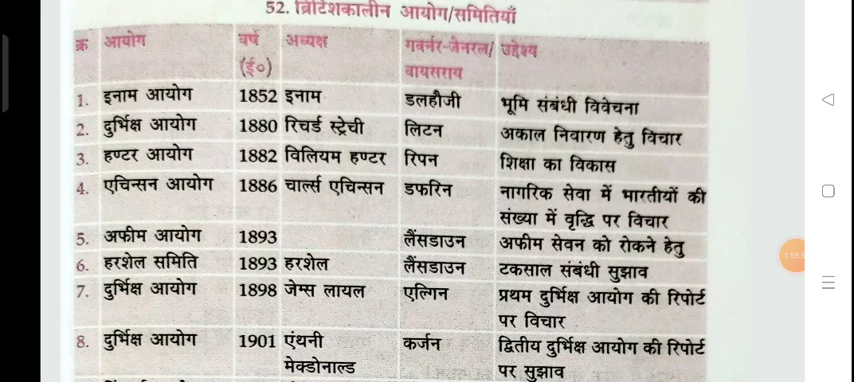 52. ब्रिटिशकालीन आयोग/समितियाँ
क्र आयोग वर्ष (ई०) अध्यक्ष गवर्नर-जेनरल/ वायसराय उद्देश्य
1. इनाम आयोग 1852 इनाम डलहौजी भूमि संबंधी विवेचना
2. दुर्भिक्ष आयोग 1880 रिचर्ड स्ट्रेची लिटन अकाल निवारण हेतु विचार
3. हण्टर आयोग 1882 विलियम हण्टर रिपन शिक्षा का विकास
4. एचिन्सन आयोग 1886 चार्ल्स एचिन्सन डफरिन नागरिक सेवा में भारतीयों की
संख्या में वृद्धि पर विचार
5. अफीम आयोग 1893 लैंसडाउन अफीम सेवन को रोकने हेतु
6. हरशेल समिति 1893 हरशेल लैंसडाउन टकसाल संबंधी सुझाव
7. दुर्भिक्ष आयोग 1898 जेम्स लायल एल्गिन प्रथम दुर्भिक्ष आयोग की रिपोर्ट
पर विचार
8. दुर्भिक्ष आयोग 1901 एंथनी कर्जन द्वितीय दुर्भिक्ष आयोग की रिपोर्ट
मेक्डोनाल्ड पर सुझाव